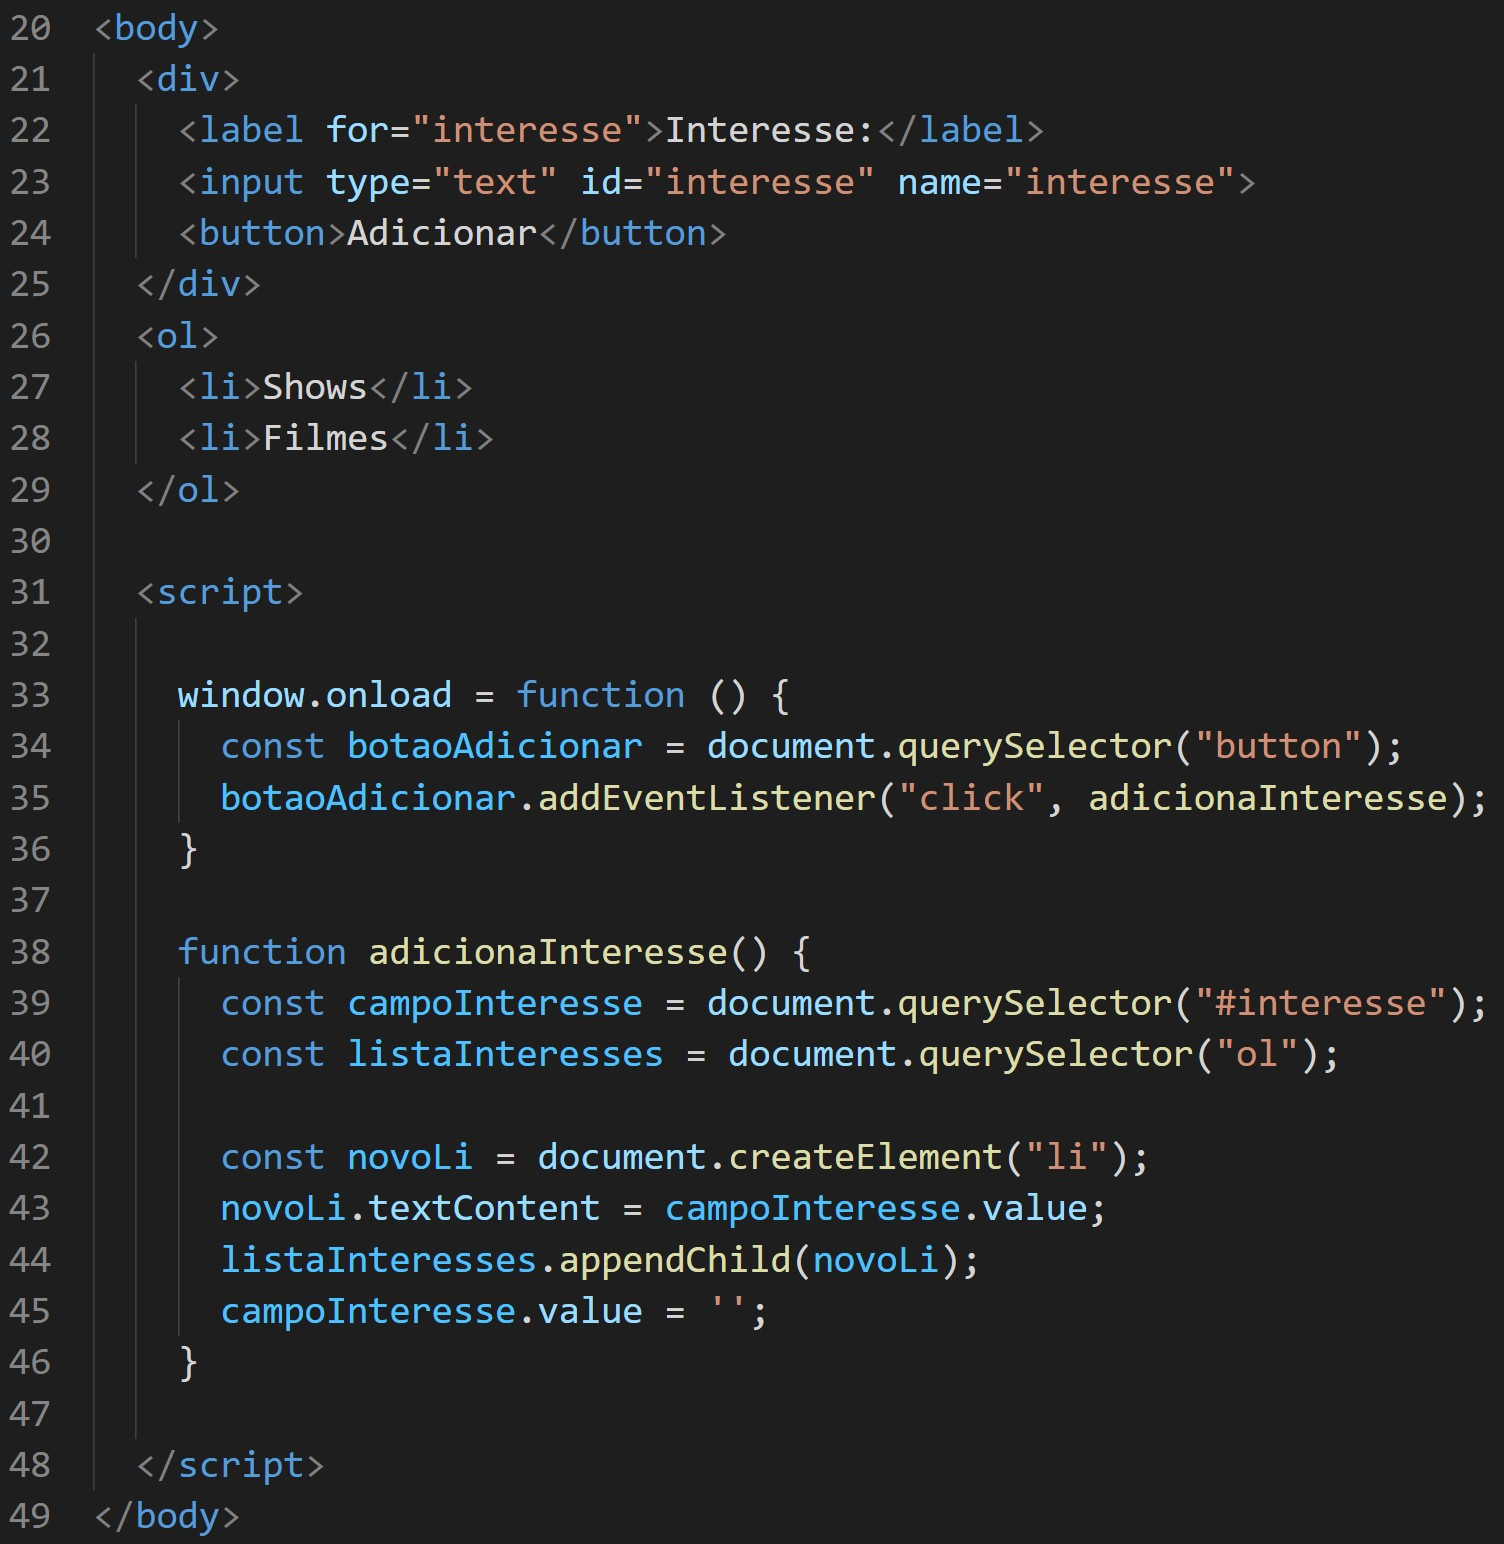 20 <body>
21   <div>
22     <label for="interesse">Interesse:</label>
23     <input type="text" id="interesse" name="interesse">
24     <button>Adicionar</button>
25   </div>
26   <ol>
27     <li>Shows</li>
28     <li>Filmes</li>
29   </ol>
30
31   <script>
32
33     window.onload = function () {
34       const botaoAdicionar = document.querySelector("button");
35       botaoAdicionar.addEventListener("click", adicionaInteresse);
36     }
37
38     function adicionaInteresse() {
39       const campoInteresse = document.querySelector("#interesse");
40       const listaInteresses = document.querySelector("ol");
41
42       const novoLi = document.createElement("li");
43       novoLi.textContent = campoInteresse.value;
44       listaInteresses.appendChild(novoLi);
45       campoInteresse.value = '';
46     }
47
48   </script>
49 </body>